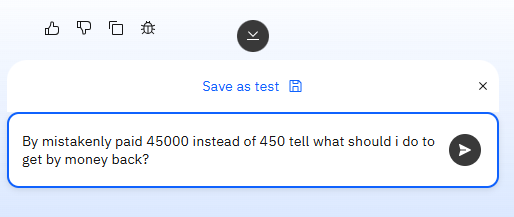 Save as test
By mistakenly paid 45000 instead of 450 tell what should i do to
get by money back?